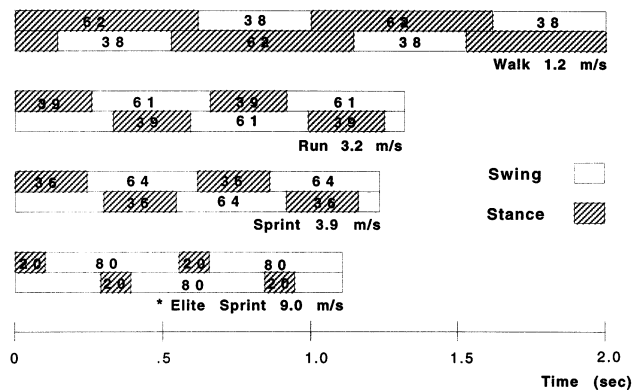 62 38 62 38
38 62 38
Walk 1.2 m/s
39 61 39 61
39 61 39
Run 3.2 m/s
36 64 36 64
36 64 36
Sprint 3.9 m/s
20 80 20 80
20 80 20
* Elite Sprint 9.0 m/s
Swing
Stance
0 .5 1.0 1.5 2.0
Time (sec)